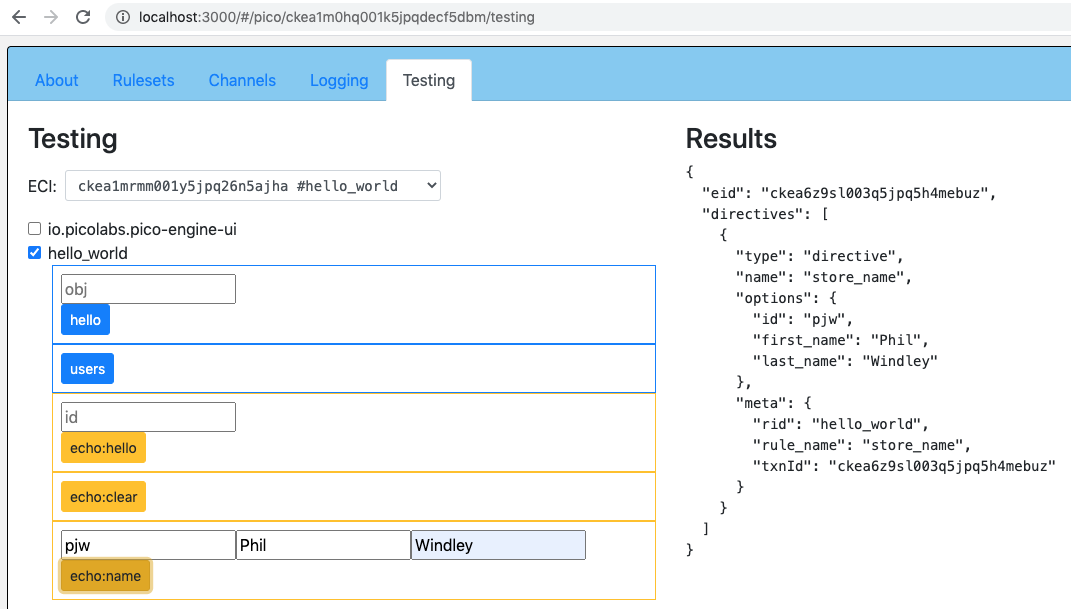 localhost:3000/#/pico/ckea1m0hq001k5jpqdecf5dbm/testing
About Rulesets Channels Logging Testing
Testing
ECI: ckea1mrmm001y5jpq26n5ajha #hello_world
io.picolabs.pico-engine-ui
hello_world
obj
hello
users
id
echo:hello
echo:clear
pjw Phil Windley
echo:name
Results
{
"eid": "ckea6z9sl003q5jpq5h4mebuz",
"directives": [
{
"type": "directive",
"name": "store_name",
"options": {
"id": "pjw",
"first_name": "Phil",
"last_name": "Windley"
},
"meta": {
"rid": "hello_world",
"rule_name": "store_name",
"txnId": "ckea6z9sl003q5jpq5h4mebuz"
}
}
]
}